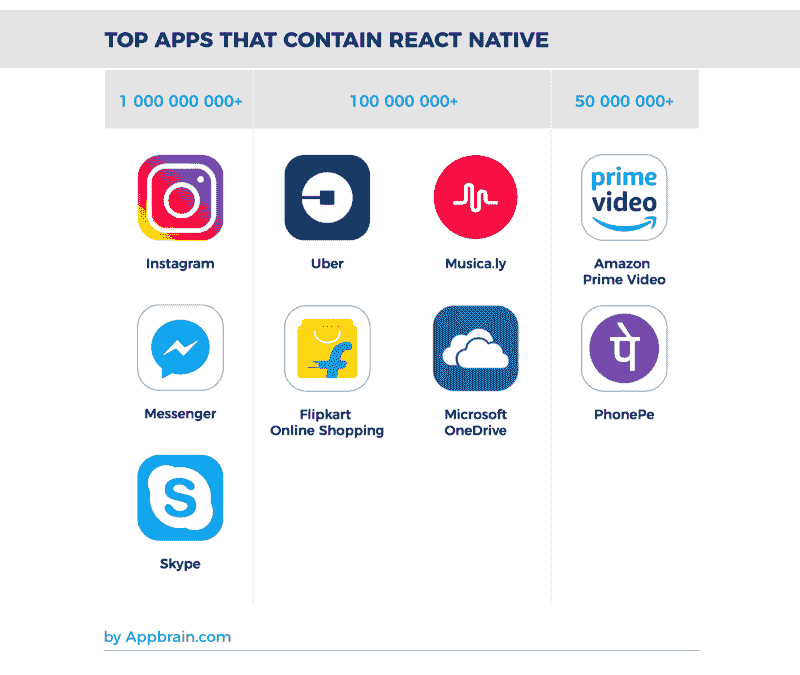 TOP APPS THAT CONTAIN REACT NATIVE
1 000 000 000+
100 000 000+
50 000 000+
prime
video
Instagram
Uber
Musica.ly
Amazon
Prime Video
पे
Messenger
Flipkart
Online Shopping
Microsoft
OneDrive
PhonePe
S
Skype
by Appbrain.com